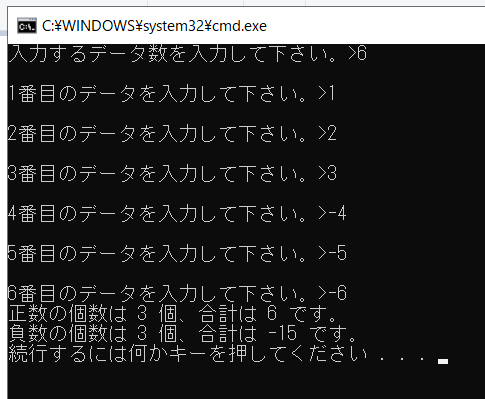 C:¥WINDOWS¥system32¥cmd.exe
入力するデータ数を入力して下さい。>6
1番目のデータを入力して下さい。>1
2番目のデータを入力して下さい。>2
3番目のデータを入力して下さい。>3
4番目のデータを入力して下さい。>-4
5番目のデータを入力して下さい。>-5
6番目のデータを入力して下さい。>-6
正数の個数は 3 個、合計は 6 です。
負数の個数は 3 個、合計は -15 です。
続行するには何かキーを押してください . . .